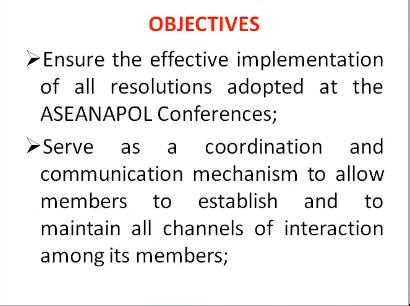 OBJECTIVES
➢Ensure the effective implementation
of all resolutions adopted at the
ASEANAPOL Conferences;
➢Serve as a coordination and
communication mechanism to allow
members to establish and to
maintain all channels of interaction
among its members;